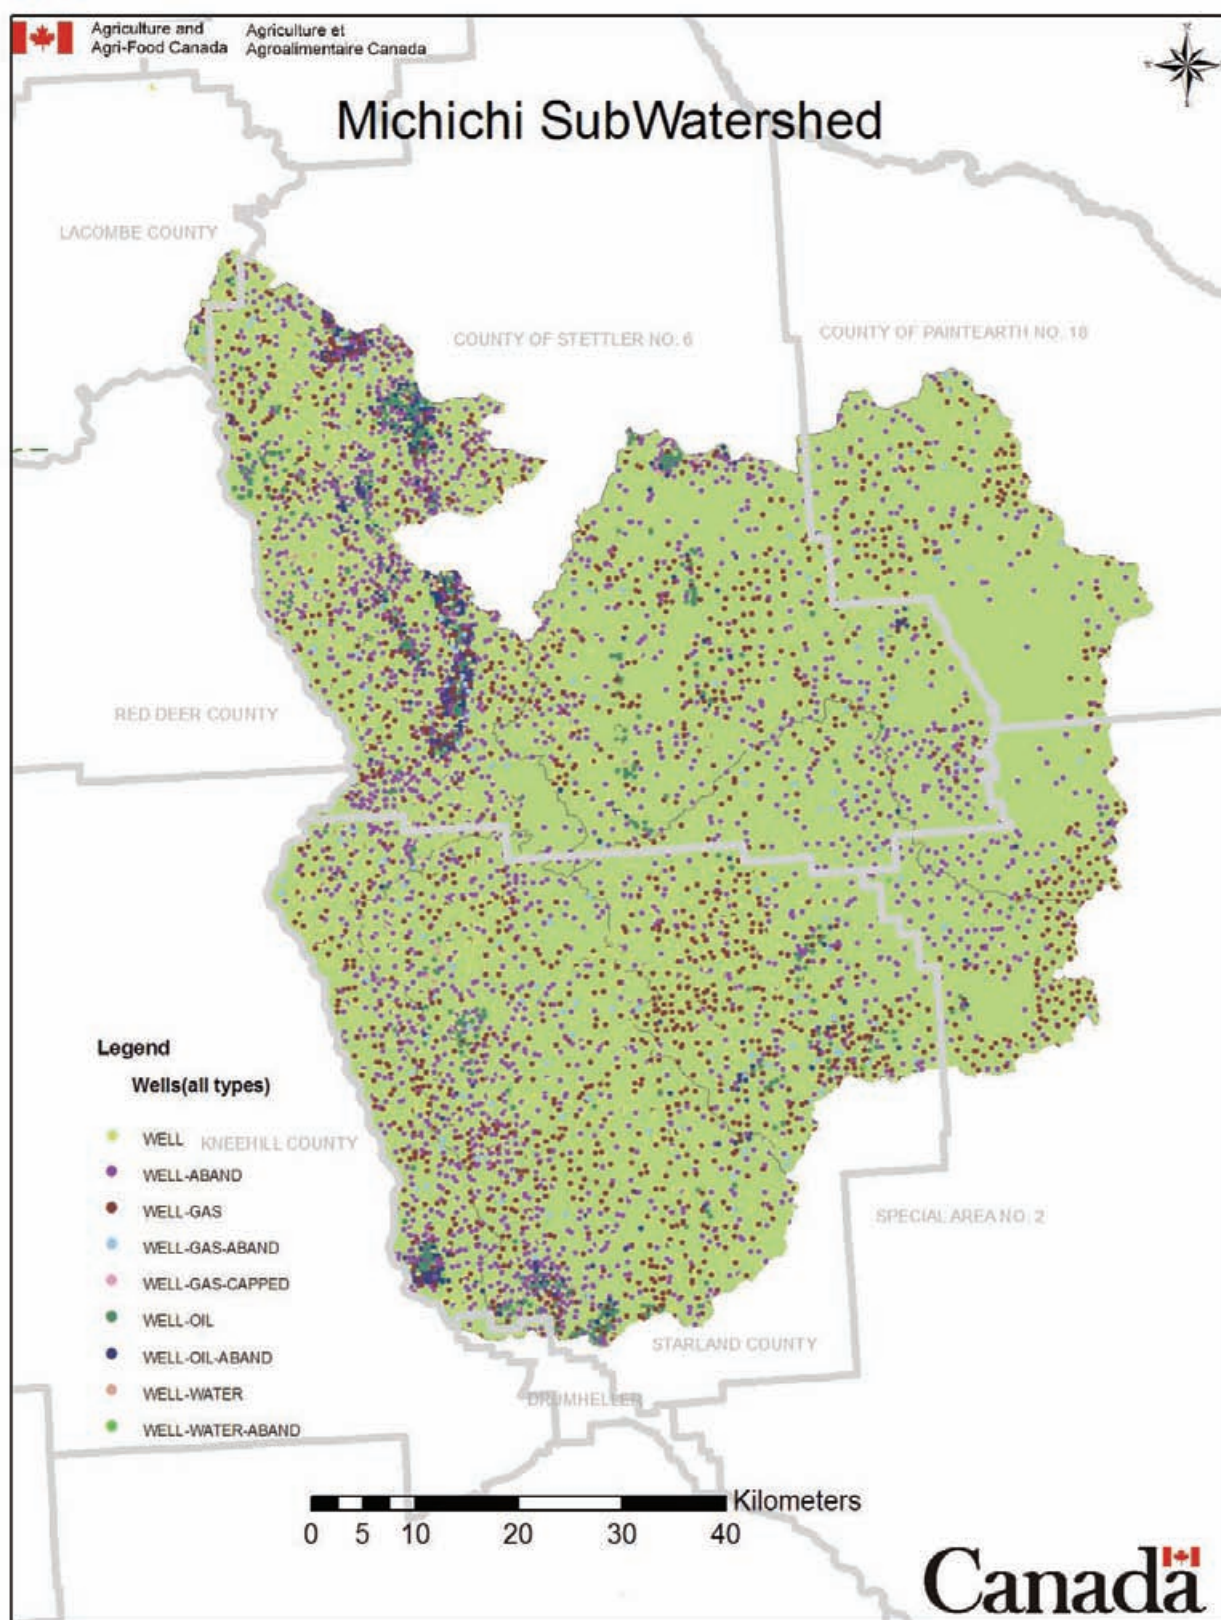 Agriculture and
Agri-Food Canada
Agriculture et
Agroalimentaire Canada
Michichi SubWatershed
LACOMBE COUNTY
COUNTY OF STETTLER NO. 6
COUNTY OF PAINTEARTH NO. 18
RED DEER COUNTY
Legend
Wells(all types)
WELL
KNEEHILL COUNTY
WELL-ABAND
WELL-GAS
SPECIAL AREA NO. 2
WELL-GAS-ABAND
WELL-GAS-CAPPED
WELL-OIL
STARLAND COUNTY
WELL-OIL-ABAND
WELL-WATER
DRUMHELLER
WELL-WATER-ABAND
Kilometers
0 5 10 20 30 40
Canada